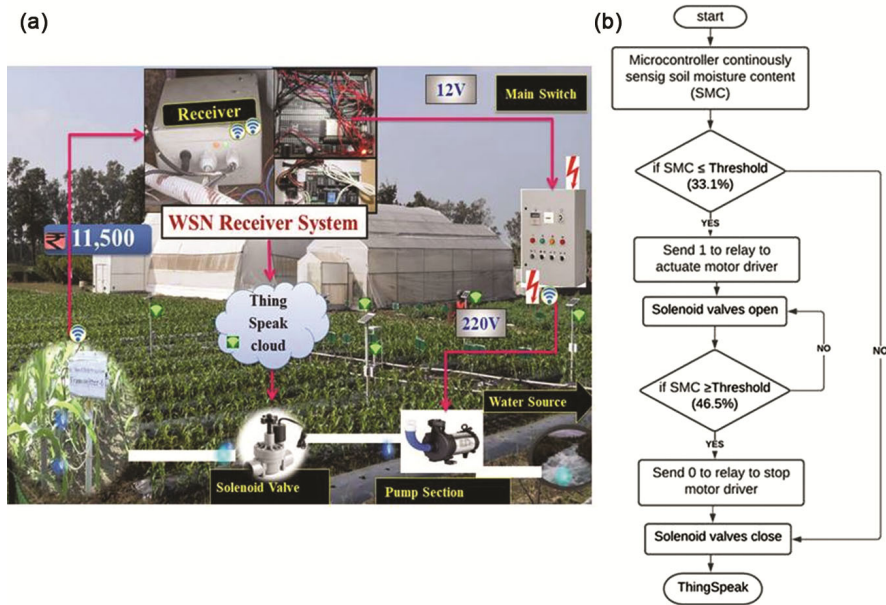 (a)
Receiver
12V
Main Switch
WSN Receiver System
₹ 11,500
Thing
Speak
cloud
220V
Water Source
Solenoid Valve
Pump Section
(b)
start
Microcontroller continously
sensig soil moisture content
(SMC)
if SMC ≤ Threshold
(33.1%)
YES
NO
Send 1 to relay to
actuate motor driver
Solenoid valves open
NO
if SMC ≥Threshold
(46.5%)
YES
Send 0 to relay to stop
motor driver
Solenoid valves close
ThingSpeak